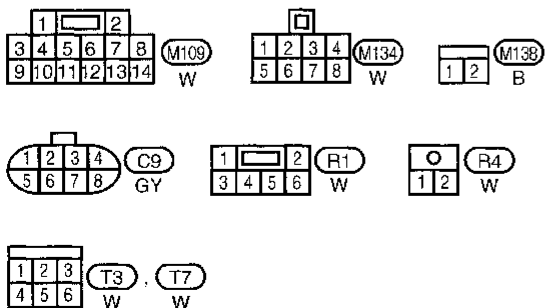 1 2
3 4 5 6 7 8 M109
9 10 11 12 13 14 W
1 2 3 4 M134
5 6 7 8 W
M138
1 2 B
1 2 3 4 C9
5 6 7 8 GY
1 2 R1
3 4 5 6 W
R4
1 2 W
1 2 3 T3 , T7
4 5 6 W W